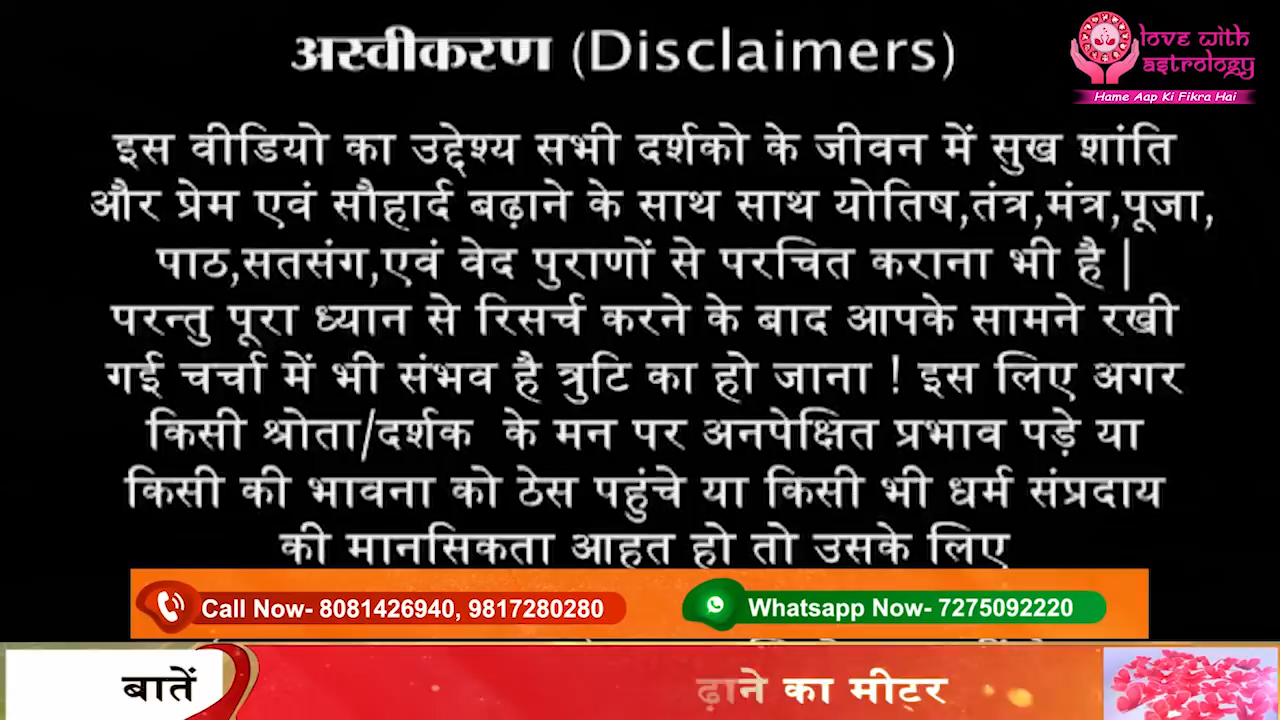 अस्वीकरण (Disclaimers)
love with
astrology
Hame Aap Ki Fikra Hai
इस वीडियो का उद्देश्य सभी दर्शको के जीवन में सुख शांति
और प्रेम एवं सौहार्द बढ़ाने के साथ साथ योतिष,तंत्र,मंत्र,पूजा,
पाठ,सतसंग,एवं वेद पुराणों से परचित कराना भी है |
परन्तु पूरा ध्यान से रिसर्च करने के बाद आपके सामने रखी
गई चर्चा में भी संभव है त्रुटि का हो जाना ! इस लिए अगर
किसी श्रोता/दर्शक के मन पर अनपेक्षित प्रभाव पड़े या
किसी की भावना को ठेस पहुंचे या किसी भी धर्म संप्रदाय
की मानसिकता आहत हो तो उसके लिए
Call Now- 8081426940, 9817280280
Whatsapp Now- 7275092220
बातें
ढ़ाने का मीटर